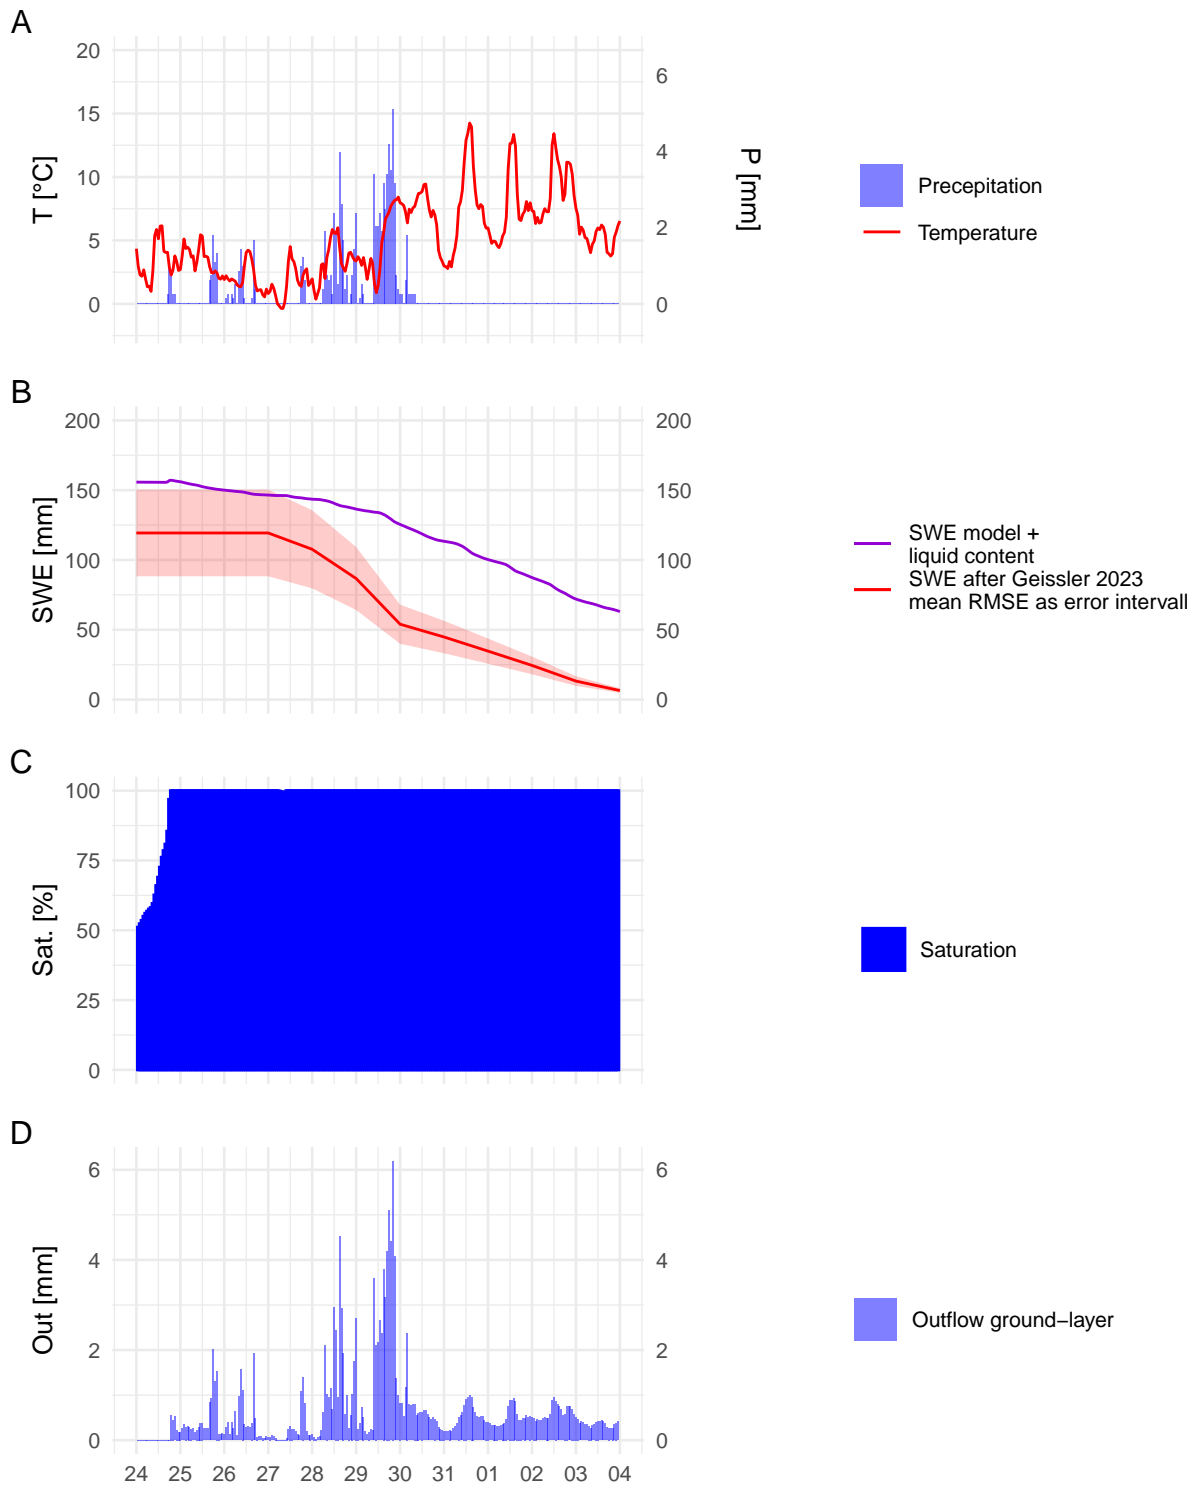 A
20
15
10
5
0
T [°C]
6
4
2
0
P [mm]
Precepitation
Temperature
B
200
150
100
50
0
SWE [mm]
200
150
100
50
0
SWE model +
liquid content
SWE after Geissler 2023
mean RMSE as error intervall
C
100
75
50
25
0
Sat. [%]
Saturation
D
6
4
2
0
Out [mm]
6
4
2
0
Outflow ground−layer
24 25 26 27 28 29 30 31 01 02 03 04